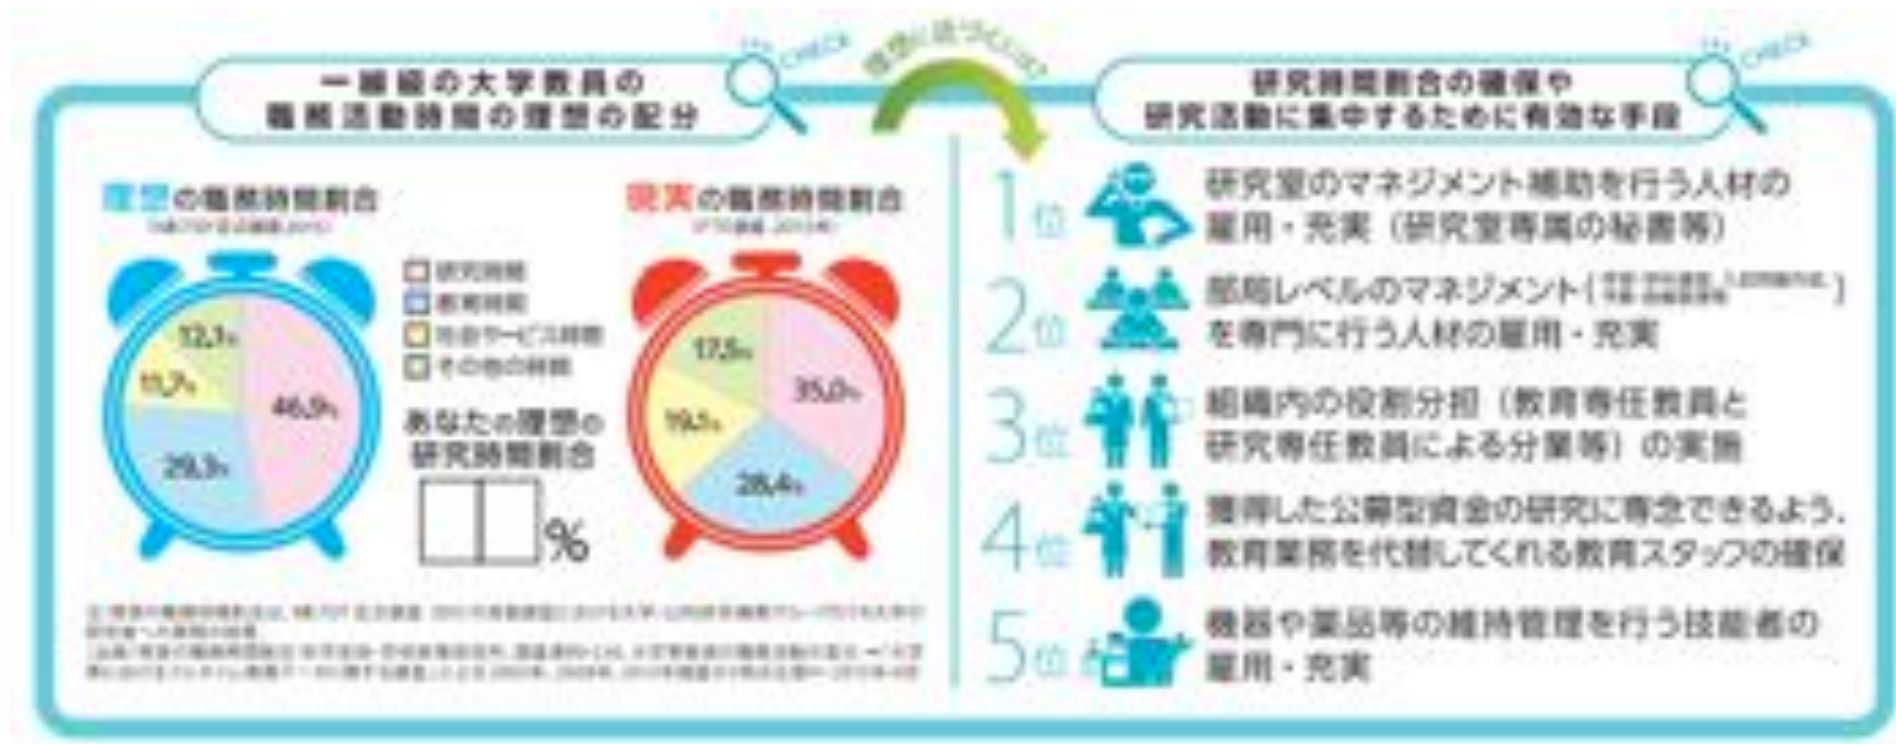 一線級の大学教員の
職務活動時間の理想の配分
CHECK
理想に近づくには?
CHECK
研究時間割合の確保や
研究活動に集中するために有効な手段
理想の職務時間割合
研究時間
教育時間
社会サービス時間
その他の時間
12.1%
11.7%
46.9%
29.3%
あなたの理想の
研究時間割合
%
現実の職務時間割合
17.5%
35.0%
19.1%
28.4%
1位
研究室のマネジメント補助を行う人材の
雇用・充実（研究室専属の秘書等）
2位
部局レベルのマネジメント(
)
を専門に行う人材の雇用・充実
3位
組織内の役割分担（教育専任教員と
研究専任教員による分業等）の実施
4位
獲得した公募型資金の研究に専念できるよう、
教育業務を代替してくれる教育スタッフの確保
5位
機器や薬品等の維持管理を行う技能者の
雇用・充実